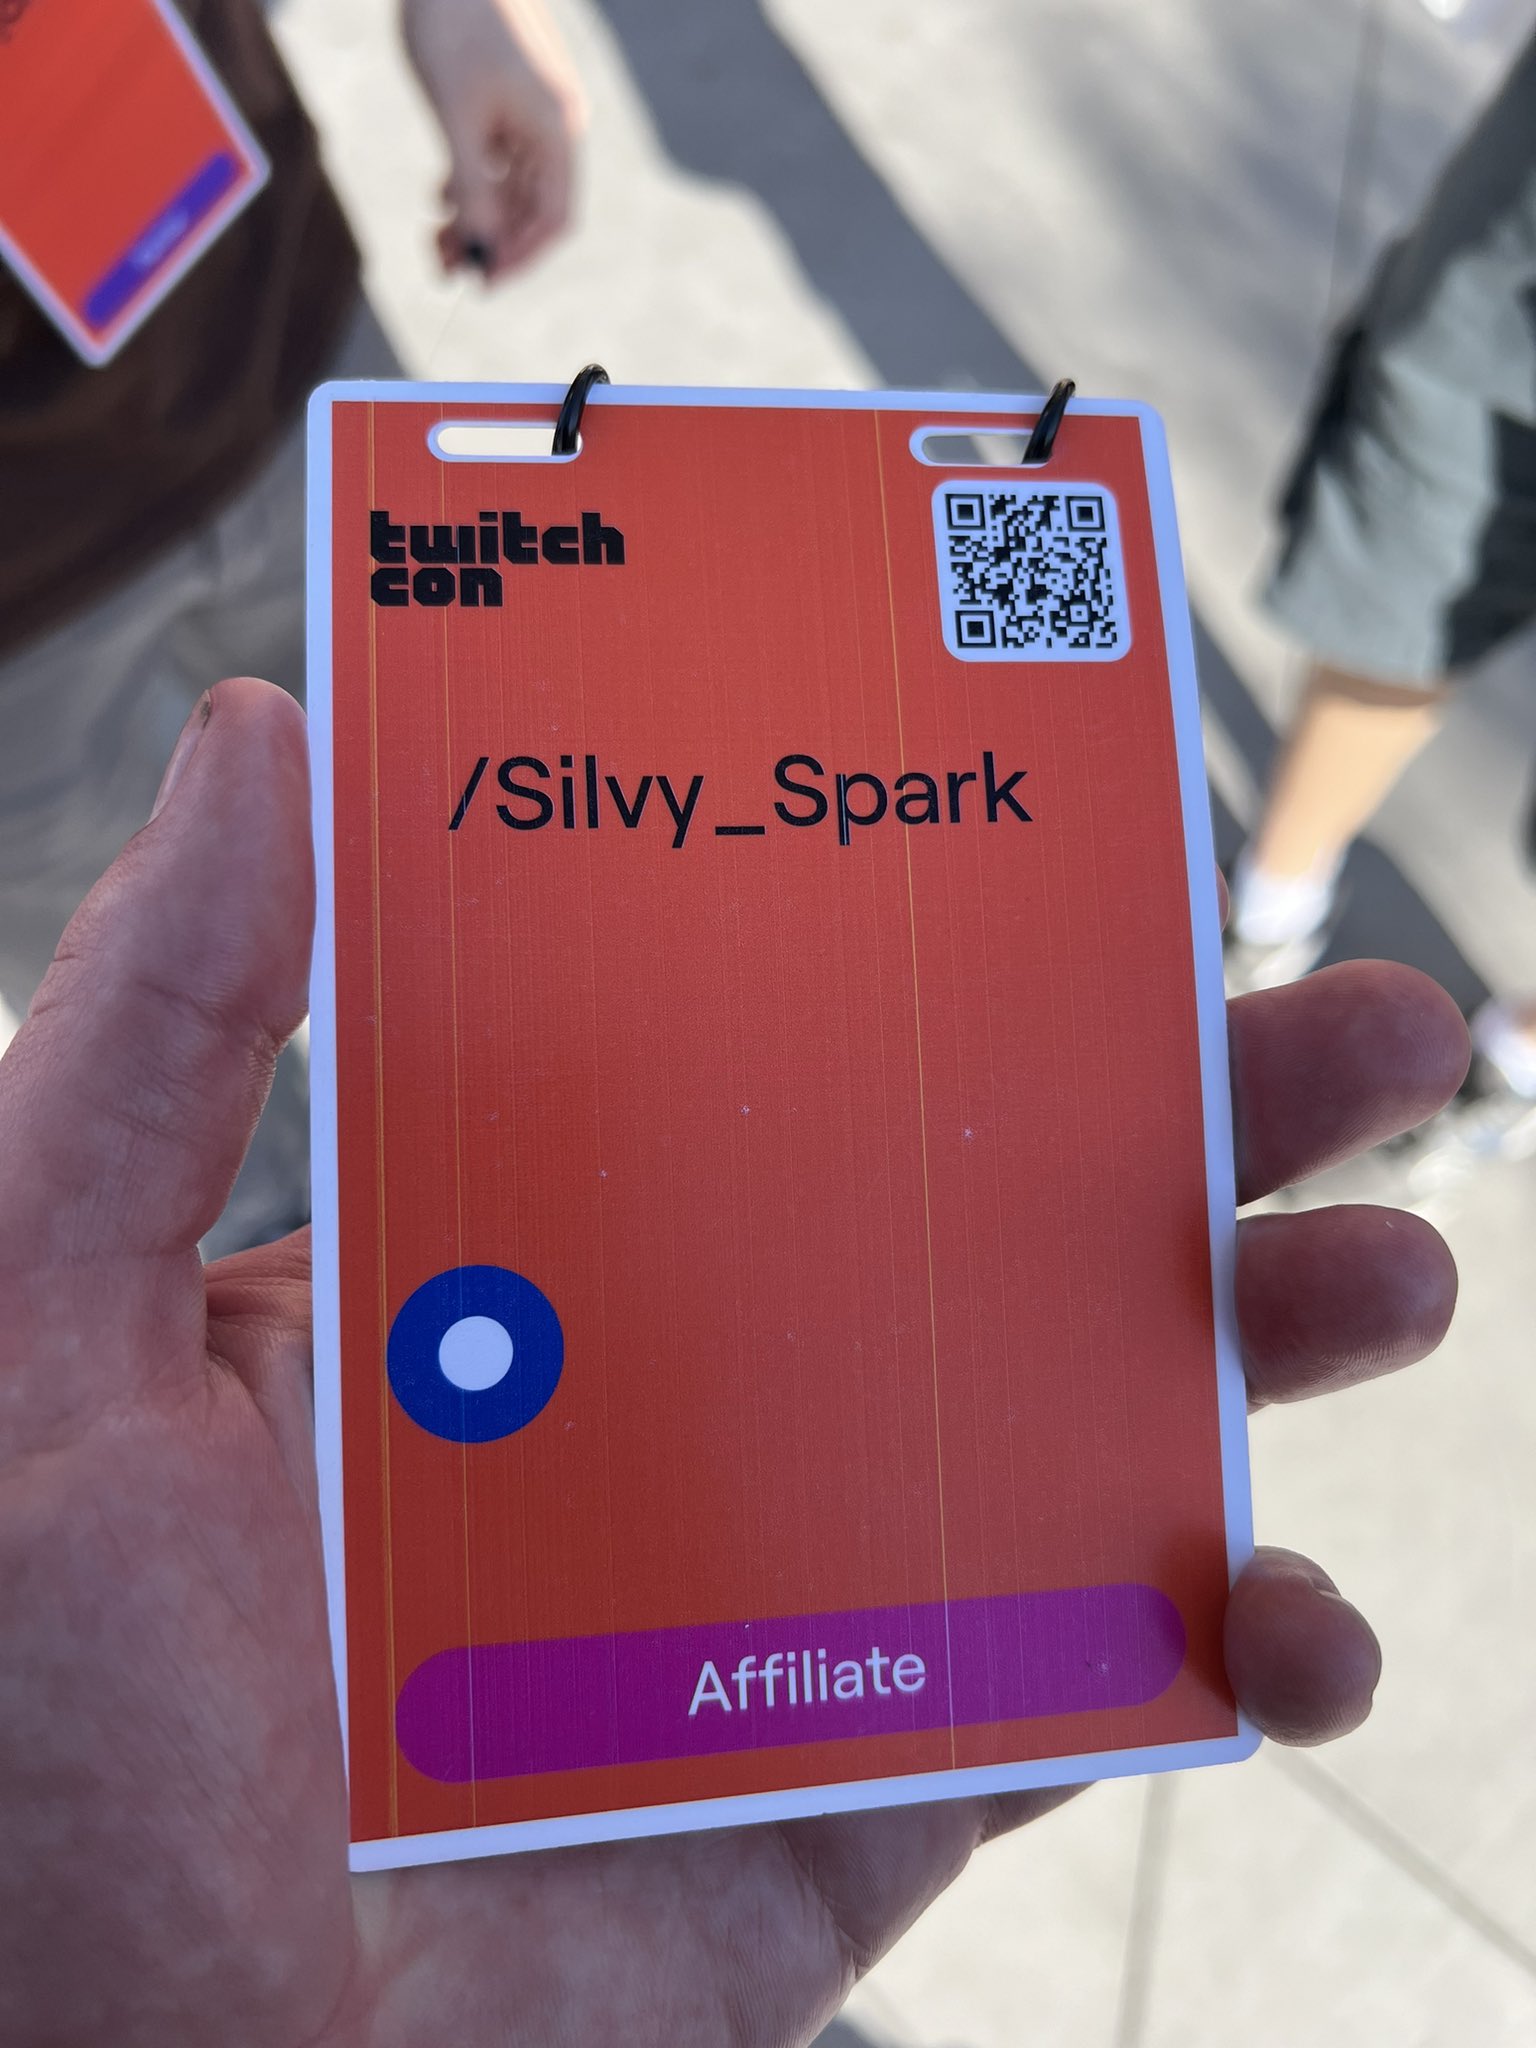 twitch
con
/Silvy_Spark
Affiliate